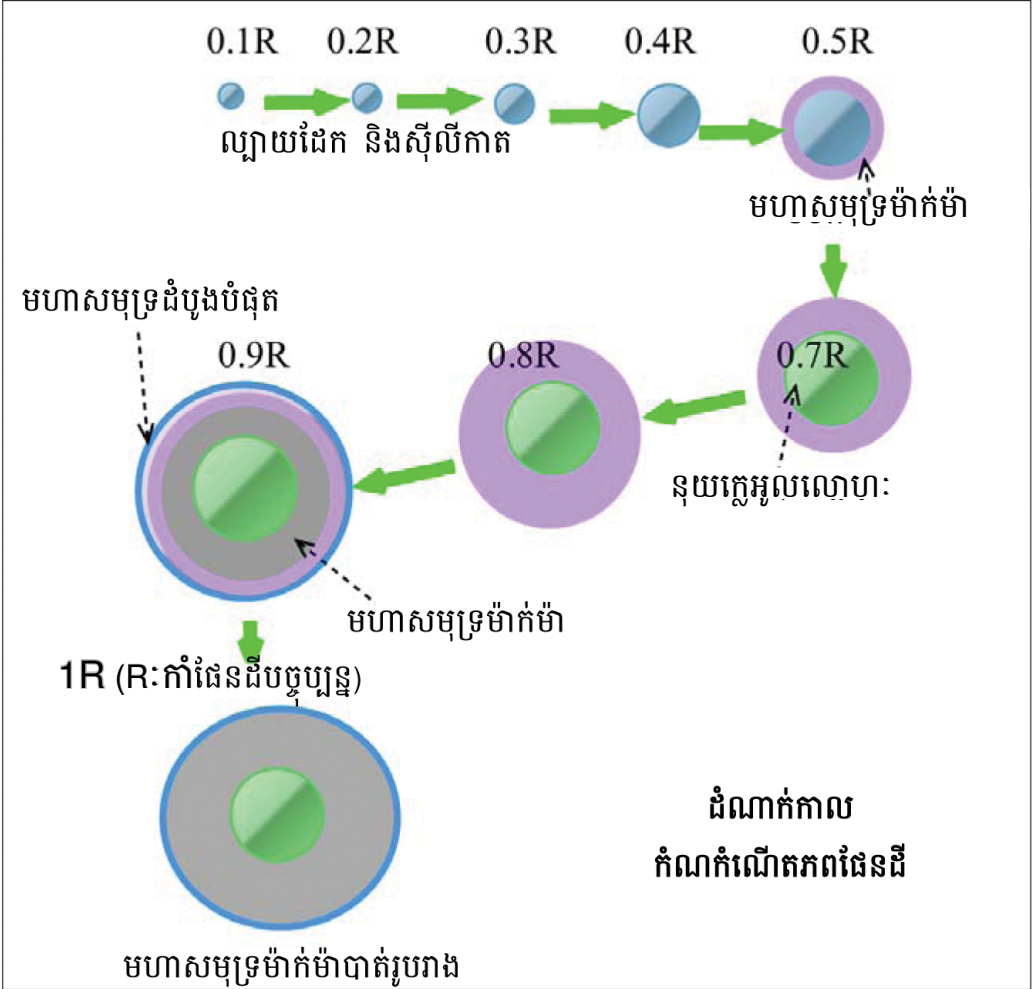 0.1R 0.2R 0.3R 0.4R 0.5R
ល្បាយដែក និងស៊ីលីកាត
មហាសមុទ្រម៉ាក់ម៉ា
មហាសមុទ្រដំបូងបំផុត
0.9R 0.8R 0.7R
នុយក្លេអូលលោហៈ
មហាសមុទ្រម៉ាក់ម៉ា
1R (R:កាំផែនដីបច្ចុប្បន្ន)
ដំណាក់កាល
កំណកំណើតភពផែនដី
មហាសមុទ្រម៉ាក់ម៉ាបាត់រូបរាង